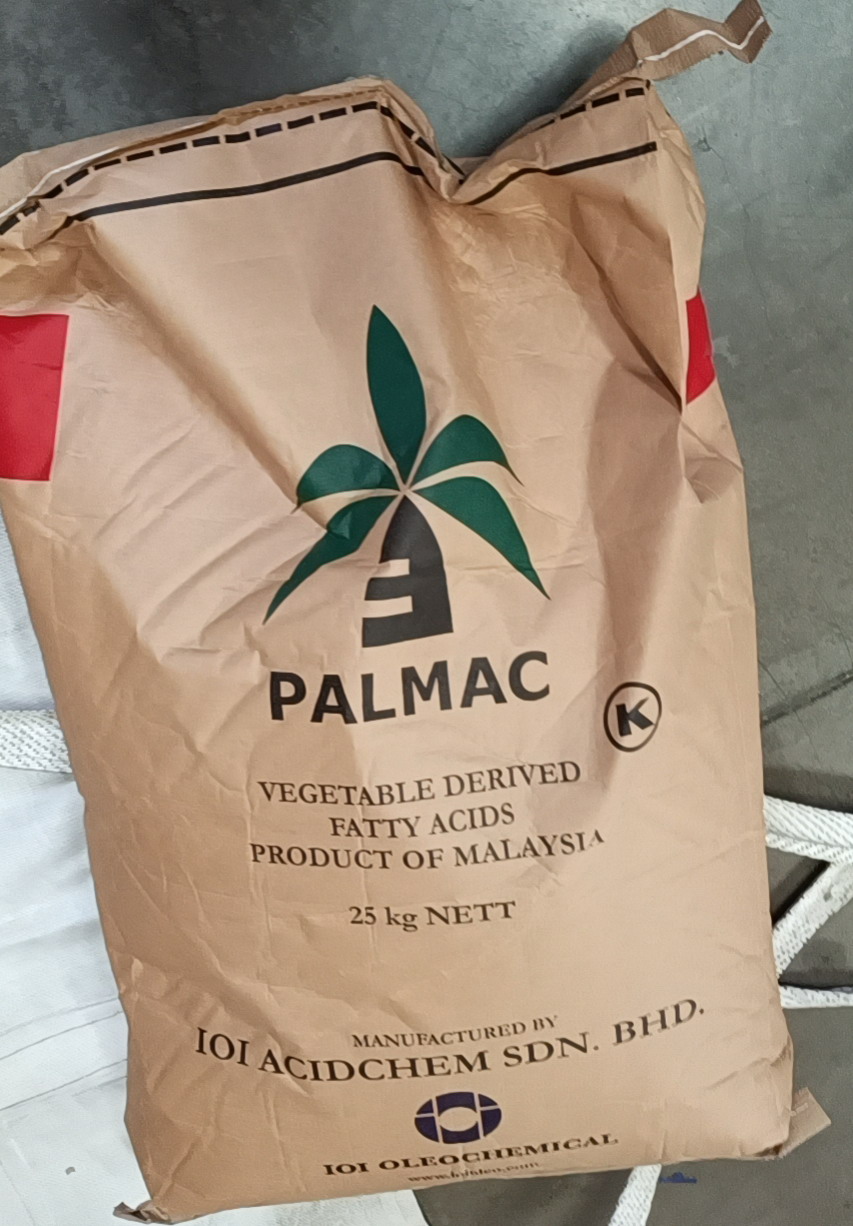 PALMAC
K
VEGETABLE DERIVED
FATTY ACIDS
PRODUCT OF MALAYSIA
25 kg NETT
MANUFACTURED BY
IOI ACIDCHEM SDN. BHD.
IOI
IOI OLEOCHEMICAL